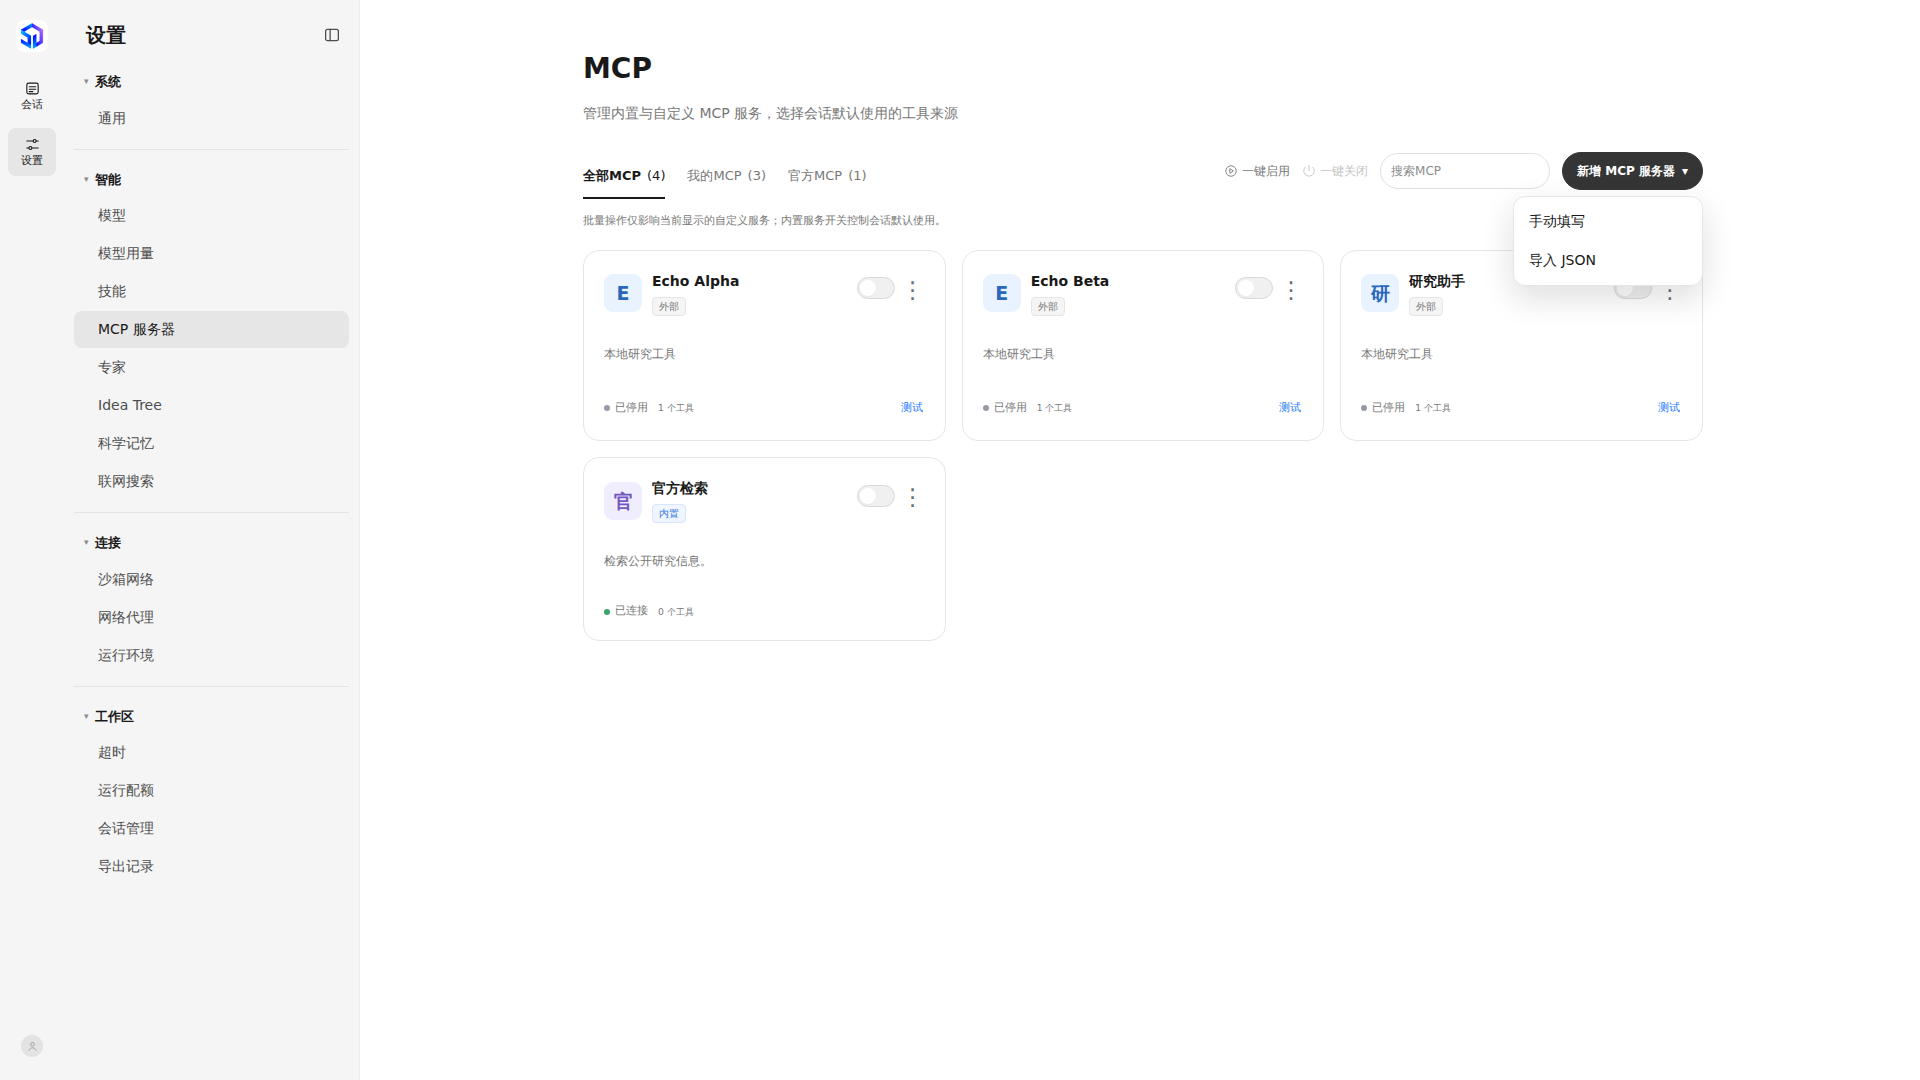 会话
设置
设置
系统
通用
智能
模型
模型用量
技能
MCP 服务器
专家
Idea Tree
科学记忆
联网搜索
连接
沙箱网络
网络代理
运行环境
工作区
超时
运行配额
会话管理
导出记录
MCP
管理内置与自定义 MCP 服务，选择会话默认使用的工具来源
全部MCP (4) 我的MCP (3) 官方MCP (1)
一键启用 一键关闭 搜索MCP 新增 MCP 服务器 ▾
手动填写
导入 JSON
批量操作仅影响当前显示的自定义服务；内置服务开关控制会话默认使用。
E
Echo Alpha
外部
本地研究工具
已停用 1 个工具 测试
E
Echo Beta
外部
本地研究工具
已停用 1 个工具 测试
研
研究助手
外部
本地研究工具
已停用 1 个工具 测试
官
官方检索
内置
检索公开研究信息。
已连接 0 个工具